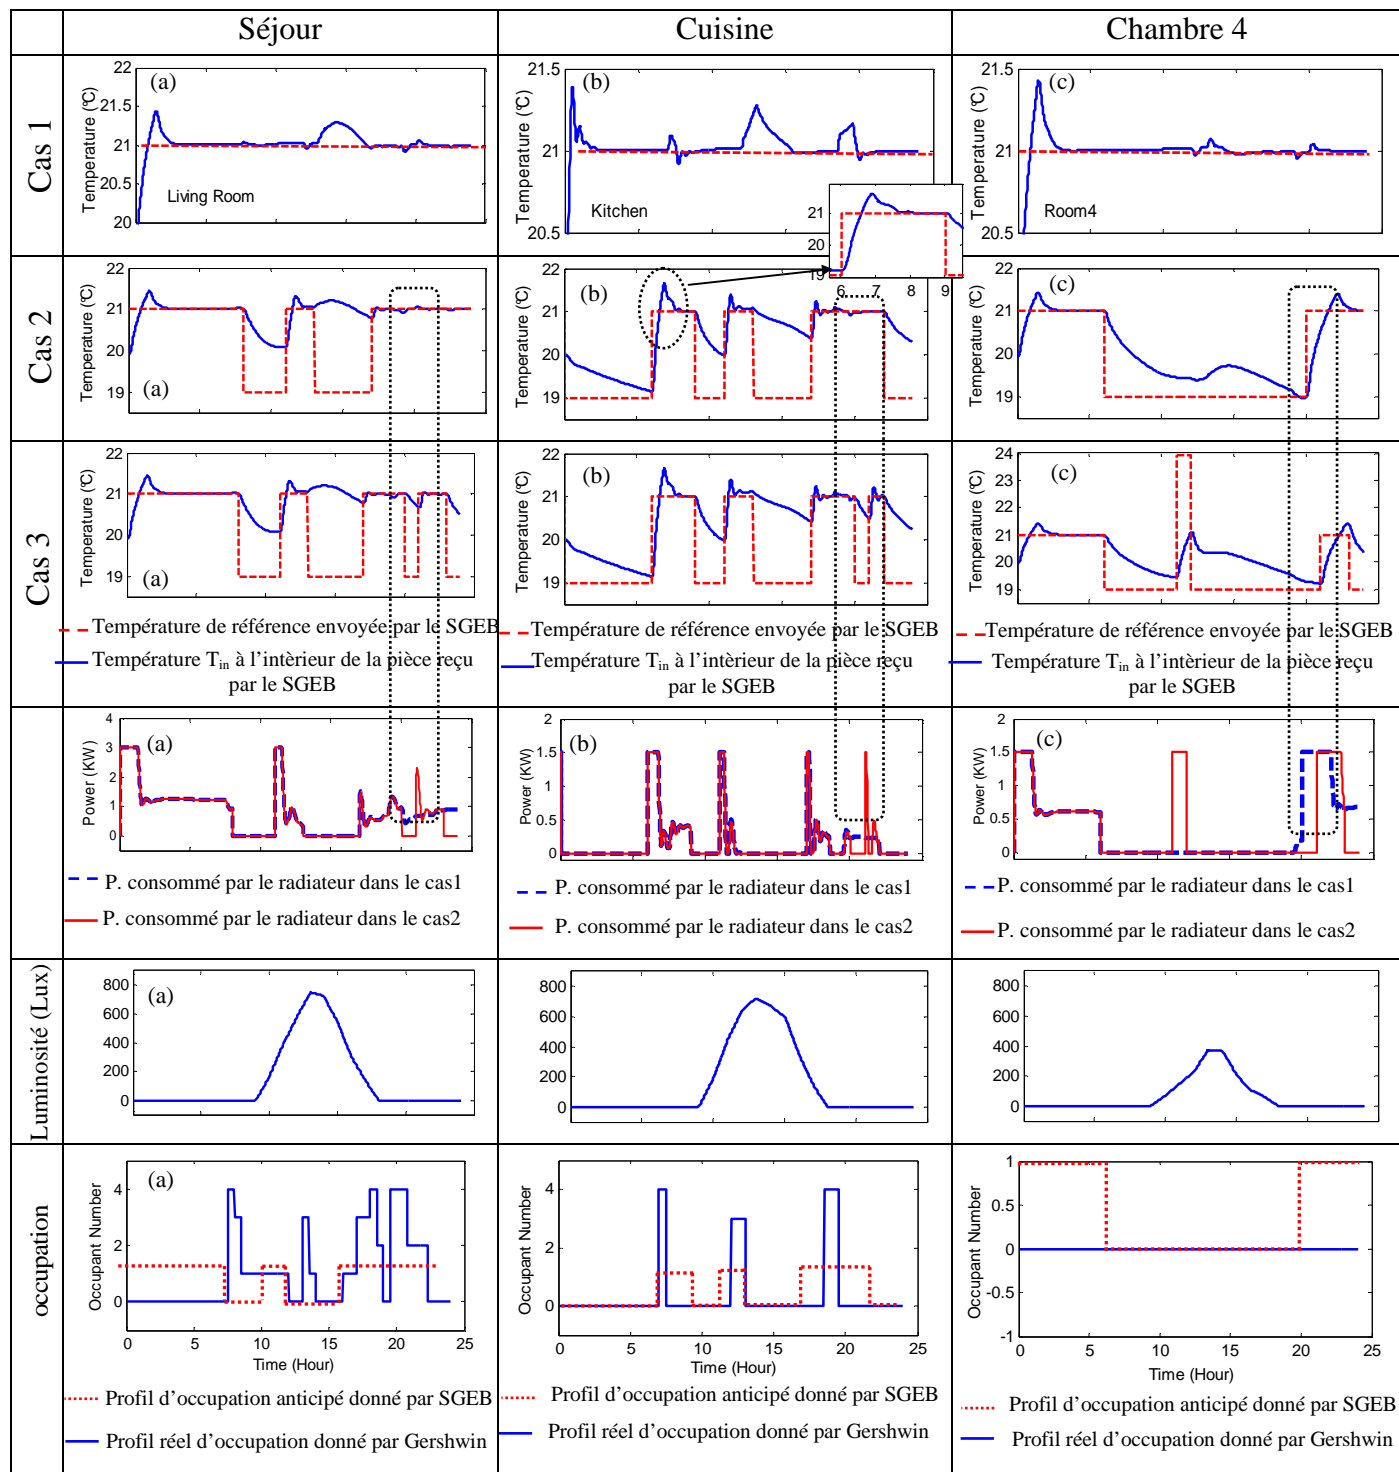 Séjour
Cuisine
Chambre 4
Cas 1
Temperature (°C)
22
21.5
21
20.5
20
(a)
Living Room
Temperature (°C)
21.5
21
20.5
(b)
Kitchen
Temperature (°C)
21.5
21
20.5
(c)
Room4
21
20
19
6
7
8
9
Cas 2
Temperature (°C)
22
21
20
19
(a)
Temperature (°C)
22
21
20
19
(b)
Temperature (°C)
22
21
20
19
(c)
Cas 3
Temperature (°C)
22
21
20
19
(a)
Temperature (°C)
22
21
20
19
(b)
Temperature (°C)
24
23
22
21
20
19
(c)
Température de référence envoyée par le SGEB
Température Tin à l'intèrieur de la pièce reçu
par le SGEB
Température de référence envoyée par le SGEB
Température Tin à l'intèrieur de la pièce reçu
par le SGEB
Température de référence envoyée par le SGEB
Température Tin à l'intèrieur de la pièce reçu
par le SGEB
Power (KW)
4
3
2
1
0
(a)
Power (KW)
2
1.5
1
0.5
0
(b)
Power (KW)
2
1.5
1
0.5
0
(c)
P. consommé par le radiateur dans le cas1
P. consommé par le radiateur dans le cas2
P. consommé par le radiateur dans le cas1
P. consommé par le radiateur dans le cas2
P. consommé par le radiateur dans le cas1
P. consommé par le radiateur dans le cas2
Luminosité (Lux)
800
600
400
200
0
(a)
800
600
400
200
0
800
600
400
200
0
occupation
Occupant Number
4
2
0
(a)
0
5
10
15
20
25
Time (Hour)
Occupant Number
4
2
0
0
5
10
15
20
25
Time (Hour)
Occupant Number
1
0.5
0
-0.5
-1
0
5
10
15
20
25
Time (Hour)
Profil d'occupation anticipé donné par SGEB
Profil réel d'occupation donné par Gershwin
Profil d'occupation anticipé donné par SGEB
Profil réel d'occupation donné par Gershwin
Profil d'occupation anticipé donné par SGEB
Profil réel d'occupation donné par Gershwin